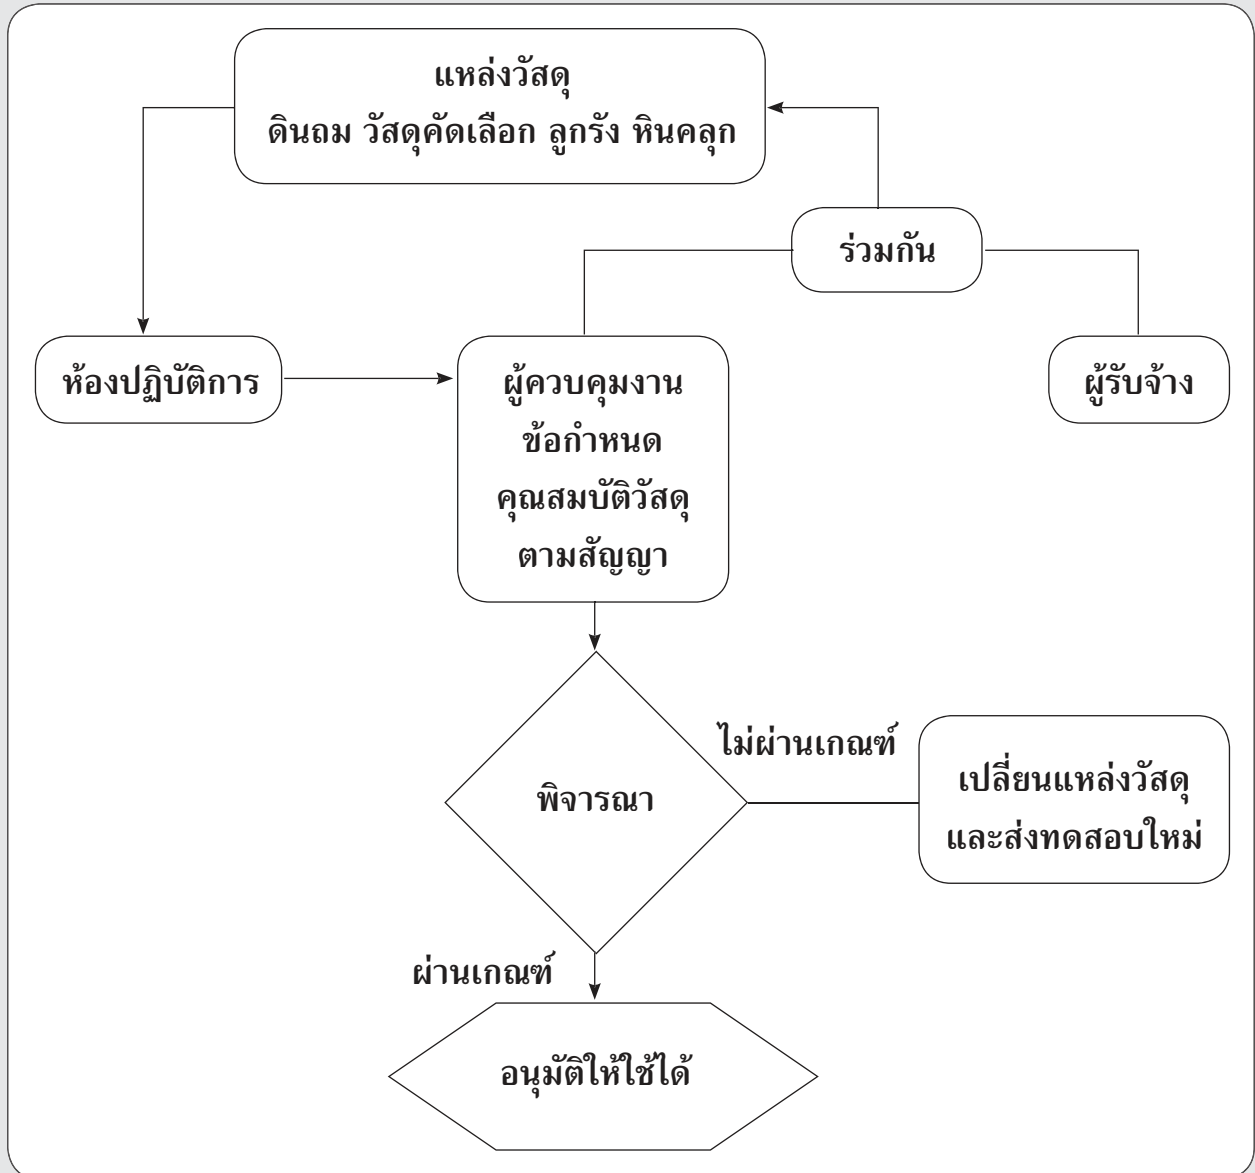 แหล่งวัสดุ
ดินถม วัสดุคัดเลือก ลูกรัง หินคลุก
ร่วมกัน
ห้องปฏิบัติการ
ผู้ควบคุมงาน
ข้อกำหนด
คุณสมบัติวัสดุ
ตามสัญญา
ผู้รับจ้าง
พิจารณา
ไม่ผ่านเกณฑ์
เปลี่ยนแหล่งวัสดุ
และส่งทดสอบใหม่
ผ่านเกณฑ์
อนุมัติให้ใช้ได้